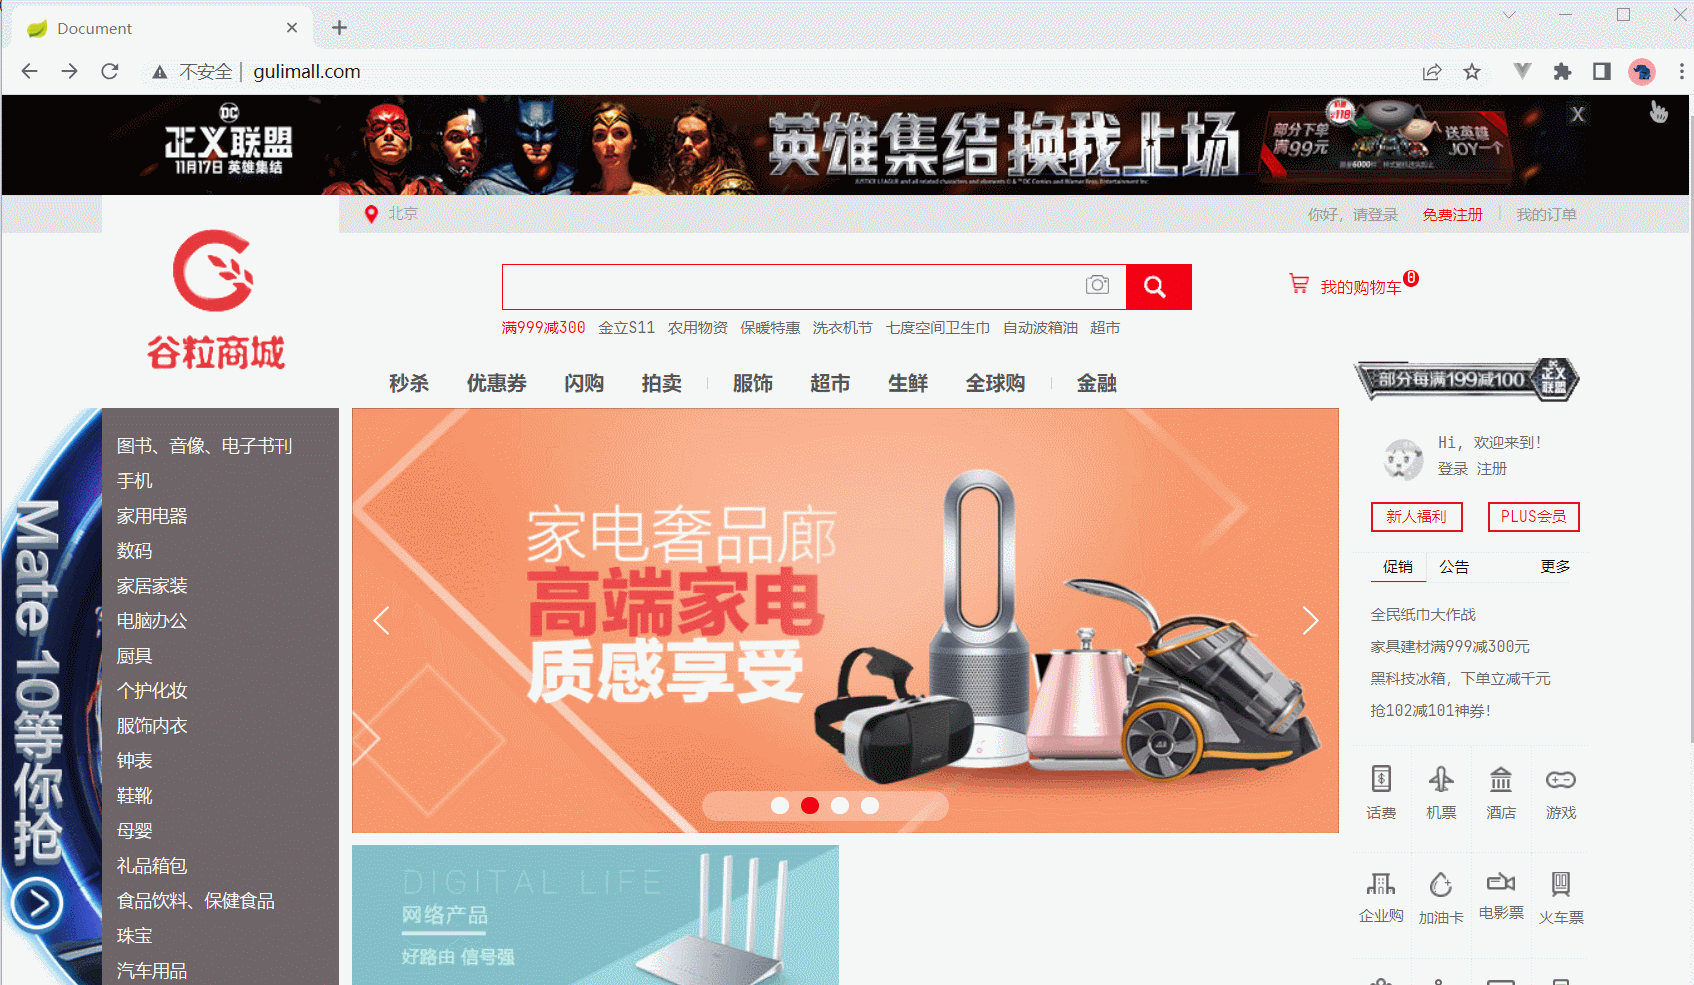 Document
不安全 gulimall.com
DC
正义联盟
11月17日 英雄集结
英雄集结 换我上场
部分下单
满99元
送英雄
JOY一个
X
北京
你好，请登录 免费注册 我的订单
谷粒商城
我的购物车 0
满999减300 金立S11 农用物资 保暖特惠 洗衣机节 七度空间卫生巾 自动波箱油 超市
秒杀 优惠券 闪购 拍卖 服饰 超市 生鲜 全球购 金融
部分每满199减100
正义
联盟
Mate 10等你抢
图书、音像、电子书刊
手机
家用电器
数码
家居家装
电脑办公
厨具
个护化妆
服饰内衣
钟表
鞋靴
母婴
礼品箱包
食品饮料、保健食品
珠宝
汽车用品
家电奢品廊
高端家电
质感享受
DIGITAL LIFE
网络产品
好路由 信号强
Hi, 欢迎来到!
登录 注册
新人福利 PLUS会员
促销 公告 更多
全民纸巾大作战
家具建材满999减300元
黑科技冰箱，下单立减千元
抢102减101神券!
话费 机票 酒店 游戏
企业购 加油卡 电影票 火车票